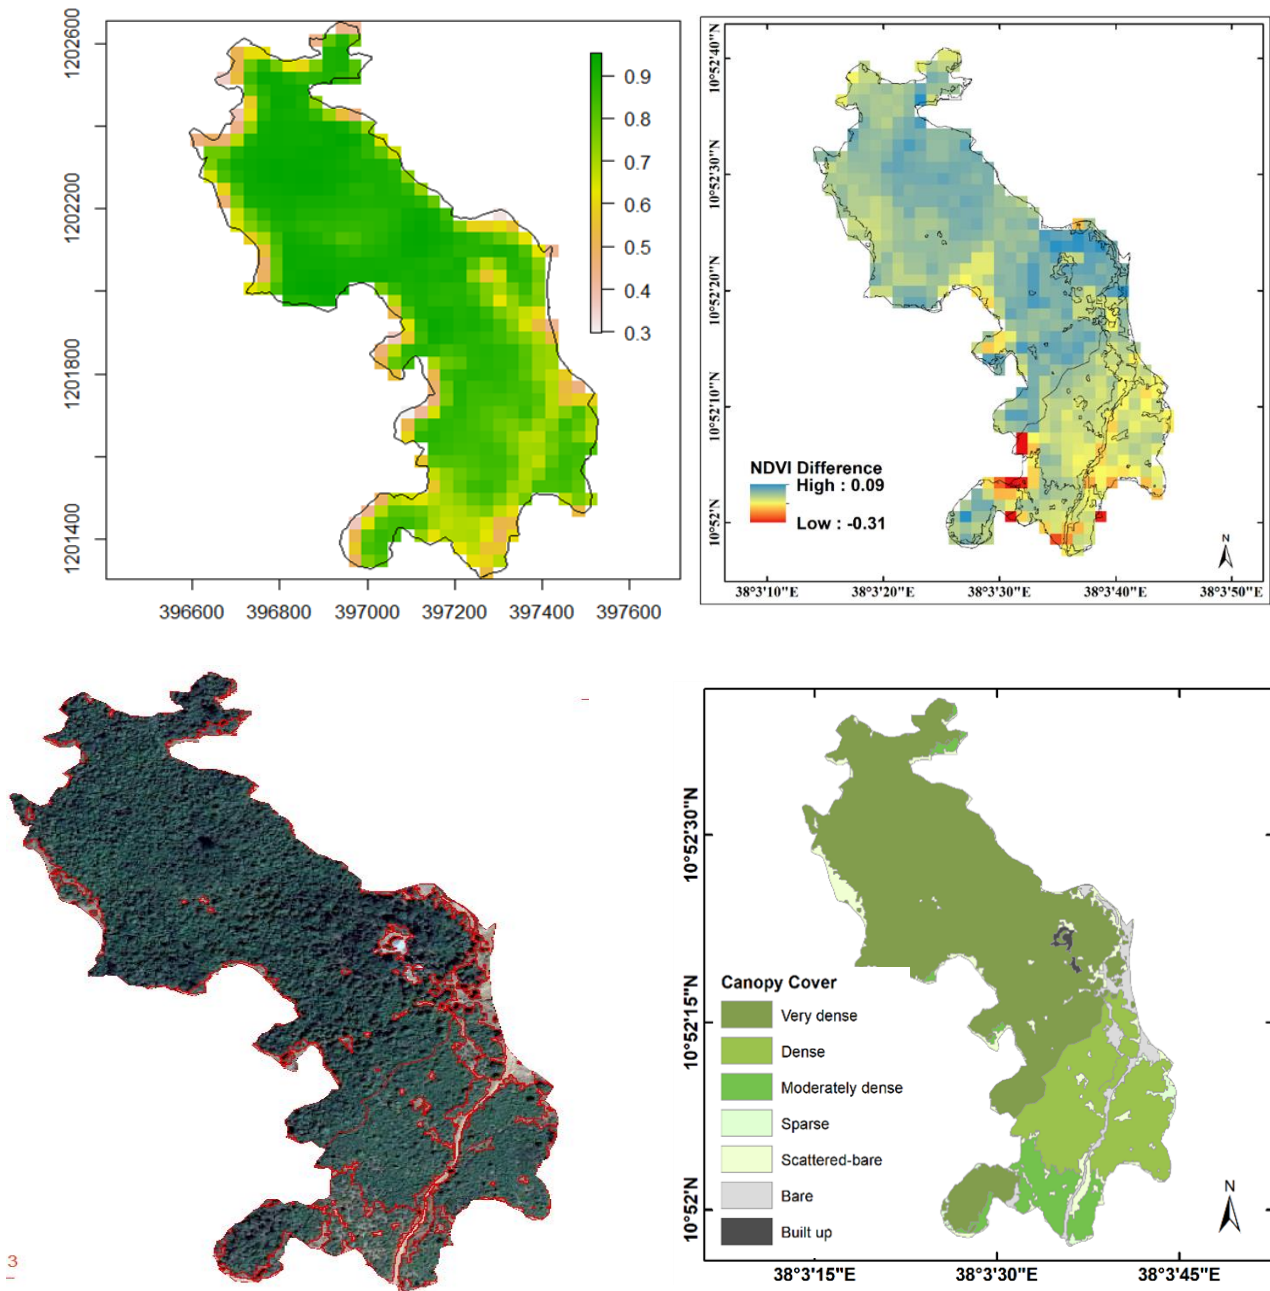 1202600
1202200
1201800
1201400
0.9
0.8
0.7
0.6
0.5
0.4
0.3
396600
396800
397000
397200
397400
397600
10°52'40"N
10°52'30"N
10°52'20"N
10°52'10"N
10°52'N
NDVI Difference
High : 0.09
Low : -0.31
N
38°3'10"E
38°3'20"E
38°3'30"E
38°3'40"E
38°3'50"E
3
10°52'30"N
10°52'15"N
10°52'N
Canopy Cover
Very dense
Dense
Moderately dense
Sparse
Scattered-bare
Bare
Built up
N
38°3'15"E
38°3'30"E
38°3'45"E